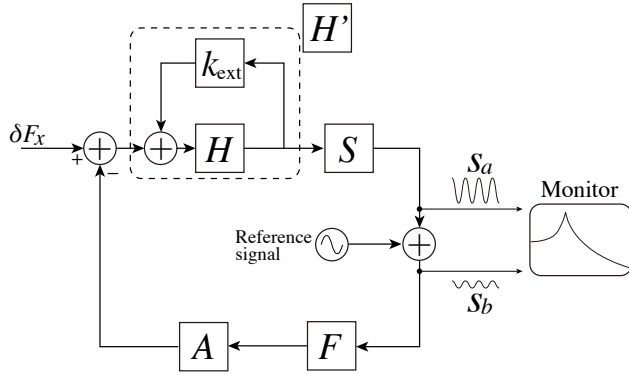 H'
k_ext
δF_x
+
−
H
S
S_a
Monitor
Reference
signal
S_b
A
F